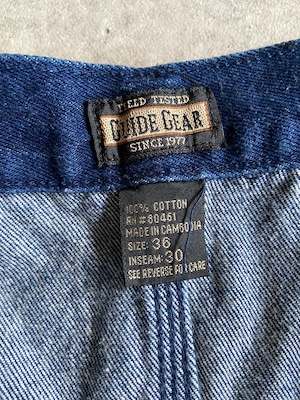 FIELD TESTED
GUIDE GEAR
SINCE 1977
100% COTTON
RN#80461
MADE IN CAMBODIA
SIZE: 36
INSEAM: 30
SEE REVERSE FOR CARE